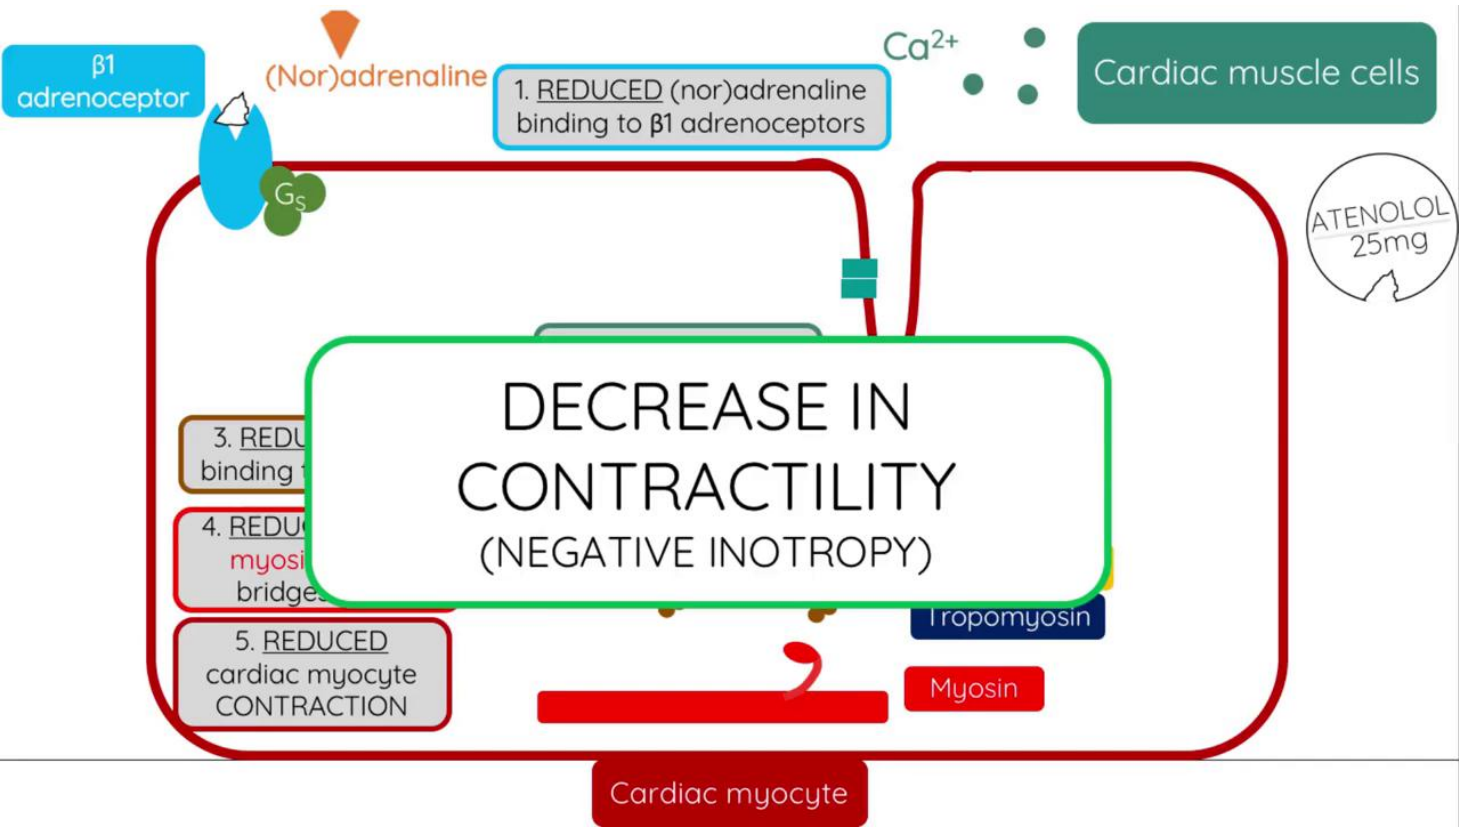 β1
adrenoceptor
(Nor)adrenaline
1. REDUCED (nor)adrenaline
binding to β1 adrenoceptors
Ca²⁺
Cardiac muscle cells
Gₛ
ATENOLOL
25mg
DECREASE IN
CONTRACTILITY
(NEGATIVE INOTROPY)
3.
binding
4.
bridges
5. REDUCED
cardiac myocyte
CONTRACTION
Tropomyosin
Myosin
Cardiac myocyte